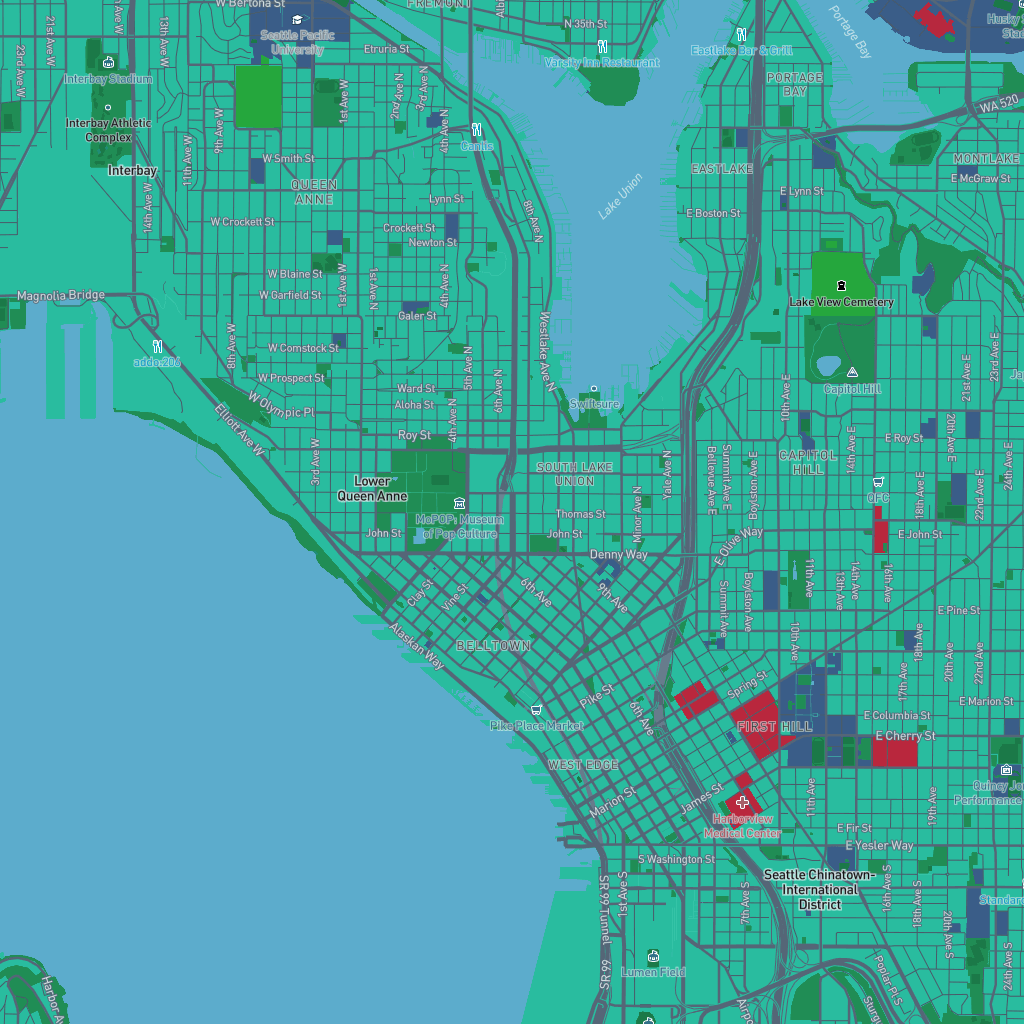 W Bertona St
FREMONT
N 35th St
Portage Bay
21st Ave W
13th Ave W
23rd Ave W
Seattle Pacific
University
Etruria St
Varsity Inn Restaurant
Eastlake Bar & Grill
Interbay Stadium
1st Ave W
2nd Ave N
3rd Ave N
PORTAGE
BAY
WA 520
Interbay Athletic
Complex
9th Ave W
4th Ave N
Canlis
11th Ave W
W Smith St
Interbay
EASTLAKE
MONTLAKE
E McGraw St
QUEEN
ANNE
Lynn St
E Lynn St
Lake Union
14th Ave W
W Crockett St
Crockett St
8th Ave N
E Boston St
Newton St
W Blaine St
1st Ave W
1st Ave N
4th Ave N
Magnolia Bridge
W Garfield St
Lake View Cemetery
Galer St
8th Ave W
W Comstock St
Westlake Ave N
addo:206
5th Ave N
23rd Ave E
W Prospect St
Ward St
6th Ave N
21st Ave E
10th Ave E
Capitol Hill
W Olympic Pl
Aloha St
Swiftsure
4th Ave N
Elliott Ave W
Roy St
14th Ave E
E Roy St
20th Ave E
3rd Ave W
Bellevue Ave E
Summit Ave E
Boylston Ave E
CAPITOL
HILL
24th Ave E
SOUTH LAKE
UNION
Yale Ave N
Lower
Queen Anne
QFC
18th Ave E
22nd Ave E
MoPOP: Museum
of Pop Culture
Thomas St
Minor Ave N
John St
John St
E John St
Denny Way
E Olive Way
11th Ave
13th Ave
14th Ave
16th Ave
Clay St
Vine St
6th Ave
9th Ave
Summit Ave
Boylston Ave
E Pine St
Alaskan Way
BELLTOWN
10th Ave
18th Ave
20th Ave
22nd Ave
17th Ave
Spring St
Pike St
E Marion St
Pike Place Market
6th Ave
FIRST HILL
E Columbia St
E Cherry St
WEST EDGE
Marion St
James St
11th Ave
19th Ave
Harborview
Medical Center
E Fir St
E Yesler Way
S Washington St
Seattle Chinatown-
International
District
SR 99 Tunnel
1st Ave S
7th Ave S
16th Ave S
18th Ave S
20th Ave S
Lumen Field
SR 99
24th Ave S
Poplar PL S